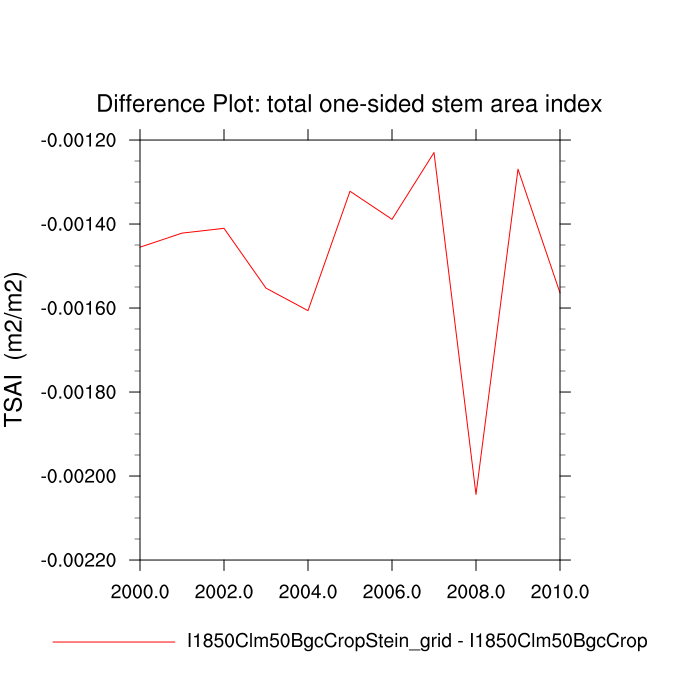 Difference Plot: total one-sided stem area index
-0.00120
-0.00140
-0.00160
-0.00180
-0.00200
-0.00220
TSAI (m2/m2)
2000.0 2002.0 2004.0 2006.0 2008.0 2010.0
I1850Clm50BgcCropStein_grid - I1850Clm50BgcCrop